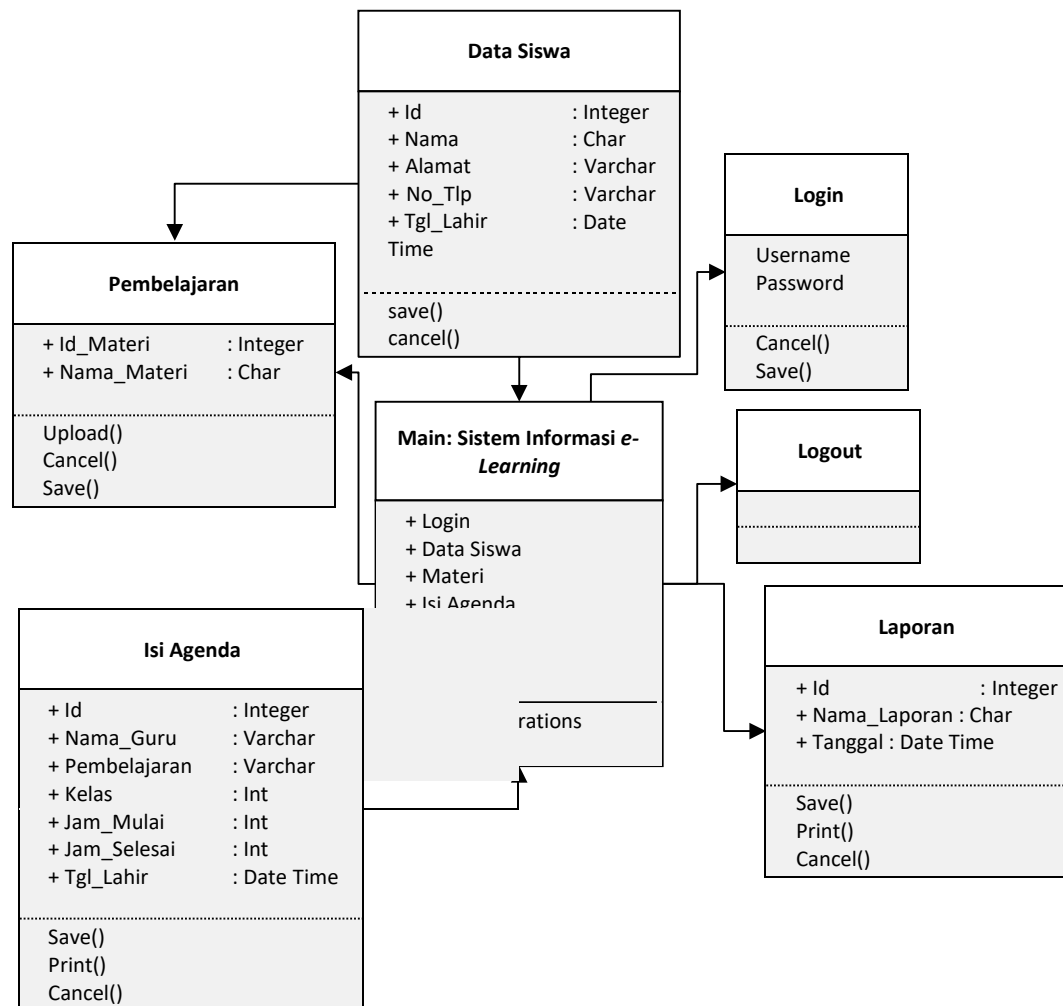 Data Siswa
+ Id : Integer
+ Nama : Char
+ Alamat : Varchar
+ No_Tlp : Varchar
+ Tgl_Lahir : Date
Time
save()
cancel()
Login
Username
Password
Cancel()
Save()
Pembelajaran
+ Id_Materi : Integer
+ Nama_Materi : Char
Upload()
Cancel()
Save()
Main: Sistem Informasi e-
Learning
+ Login
+ Data Siswa
+ Materi
+ Isi Agenda
rations
Logout
Isi Agenda
+ Id : Integer
+ Nama_Guru : Varchar
+ Pembelajaran : Varchar
+ Kelas : Int
+ Jam_Mulai : Int
+ Jam_Selesai : Int
+ Tgl_Lahir : Date Time
Save()
Print()
Cancel()
Laporan
+ Id : Integer
+ Nama_Laporan : Char
+ Tanggal : Date Time
Save()
Print()
Cancel()